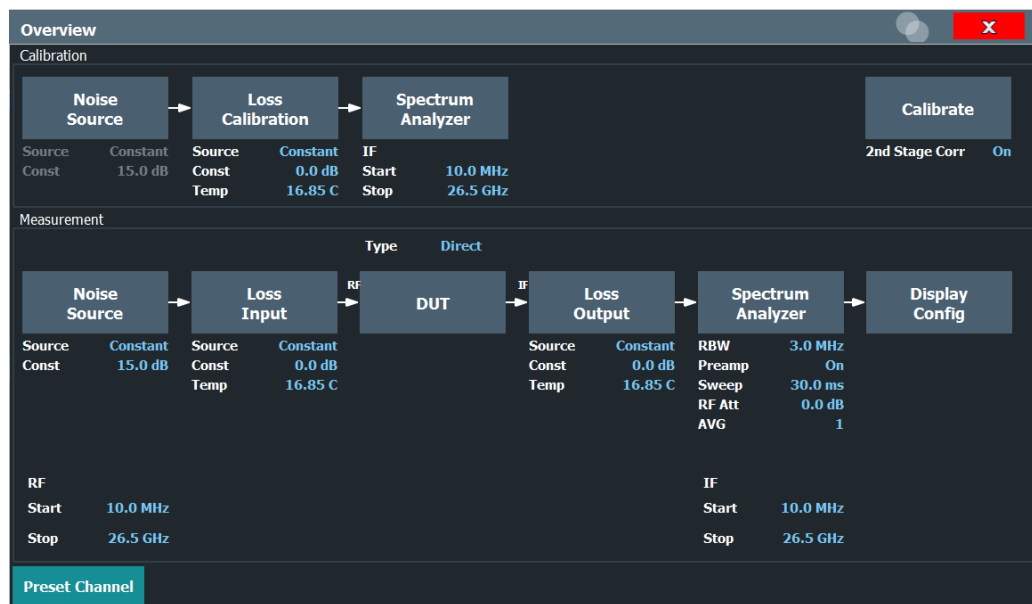 Overview
X
Calibration
Noise Source
Loss Calibration
Spectrum Analyzer
Calibrate
Source Constant Source Constant IF 2nd Stage Corr On
Const 15.0 dB Const 0.0 dB Start 10.0 MHz
Temp 16.85 C Stop 26.5 GHz
Measurement
Type Direct
Noise Source
Loss Input
RF
DUT
IF
Loss Output
Spectrum Analyzer
Display Config
Source Constant Source Constant Source Constant RBW 3.0 MHz
Const 15.0 dB Const 0.0 dB Const 0.0 dB Preamp On
Temp 16.85 C Temp 16.85 C Sweep 30.0 ms
RF Att 0.0 dB
AVG 1
RF IF
Start 10.0 MHz Start 10.0 MHz
Stop 26.5 GHz Stop 26.5 GHz
Preset Channel